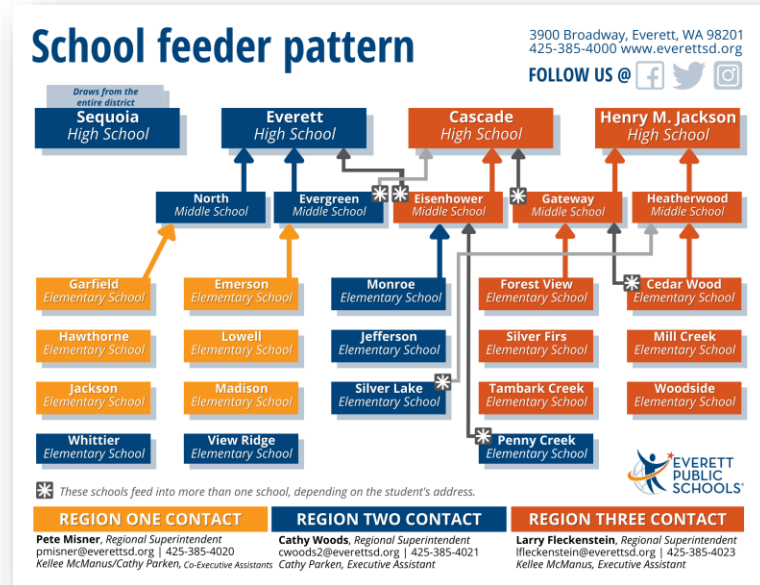 School feeder pattern
3900 Broadway, Everett, WA 98201
425-385-4000 www.everettsd.org
FOLLOW US @
Draws from the
entire district
Sequoia
High School
Everett
High School
Cascade
High School
Henry M. Jackson
High School
North
Middle School
Evergreen
Middle School
Eisenhower
Middle School
Gateway
Middle School
Heatherwood
Middle School
Garfield
Elementary School
Emerson
Elementary School
Monroe
Elementary School
Forest View
Elementary School
Cedar Wood
Elementary School
Hawthorne
Elementary School
Lowell
Elementary School
Jefferson
Elementary School
Silver Firs
Elementary School
Mill Creek
Elementary School
Jackson
Elementary School
Madison
Elementary School
Silver Lake
Elementary School
Tambark Creek
Elementary School
Woodside
Elementary School
Whittier
Elementary School
View Ridge
Elementary School
Penny Creek
Elementary School
EVERETT
PUBLIC
SCHOOLS
These schools feed into more than one school, depending on the student's address.
REGION ONE CONTACT
Pete Misner, Regional Superintendent
pmisner@everettsd.org | 425-385-4020
Kellee McManus/Cathy Parken, Co-Executive Assistants
REGION TWO CONTACT
Cathy Woods, Regional Superintendent
cwoods2@everettsd.org | 425-385-4021
Cathy Parken, Executive Assistant
REGION THREE CONTACT
Larry Fleckenstein, Regional Superintendent
lfleckenstein@everettsd.org | 425-385-4023
Kellee McManus, Executive Assistant